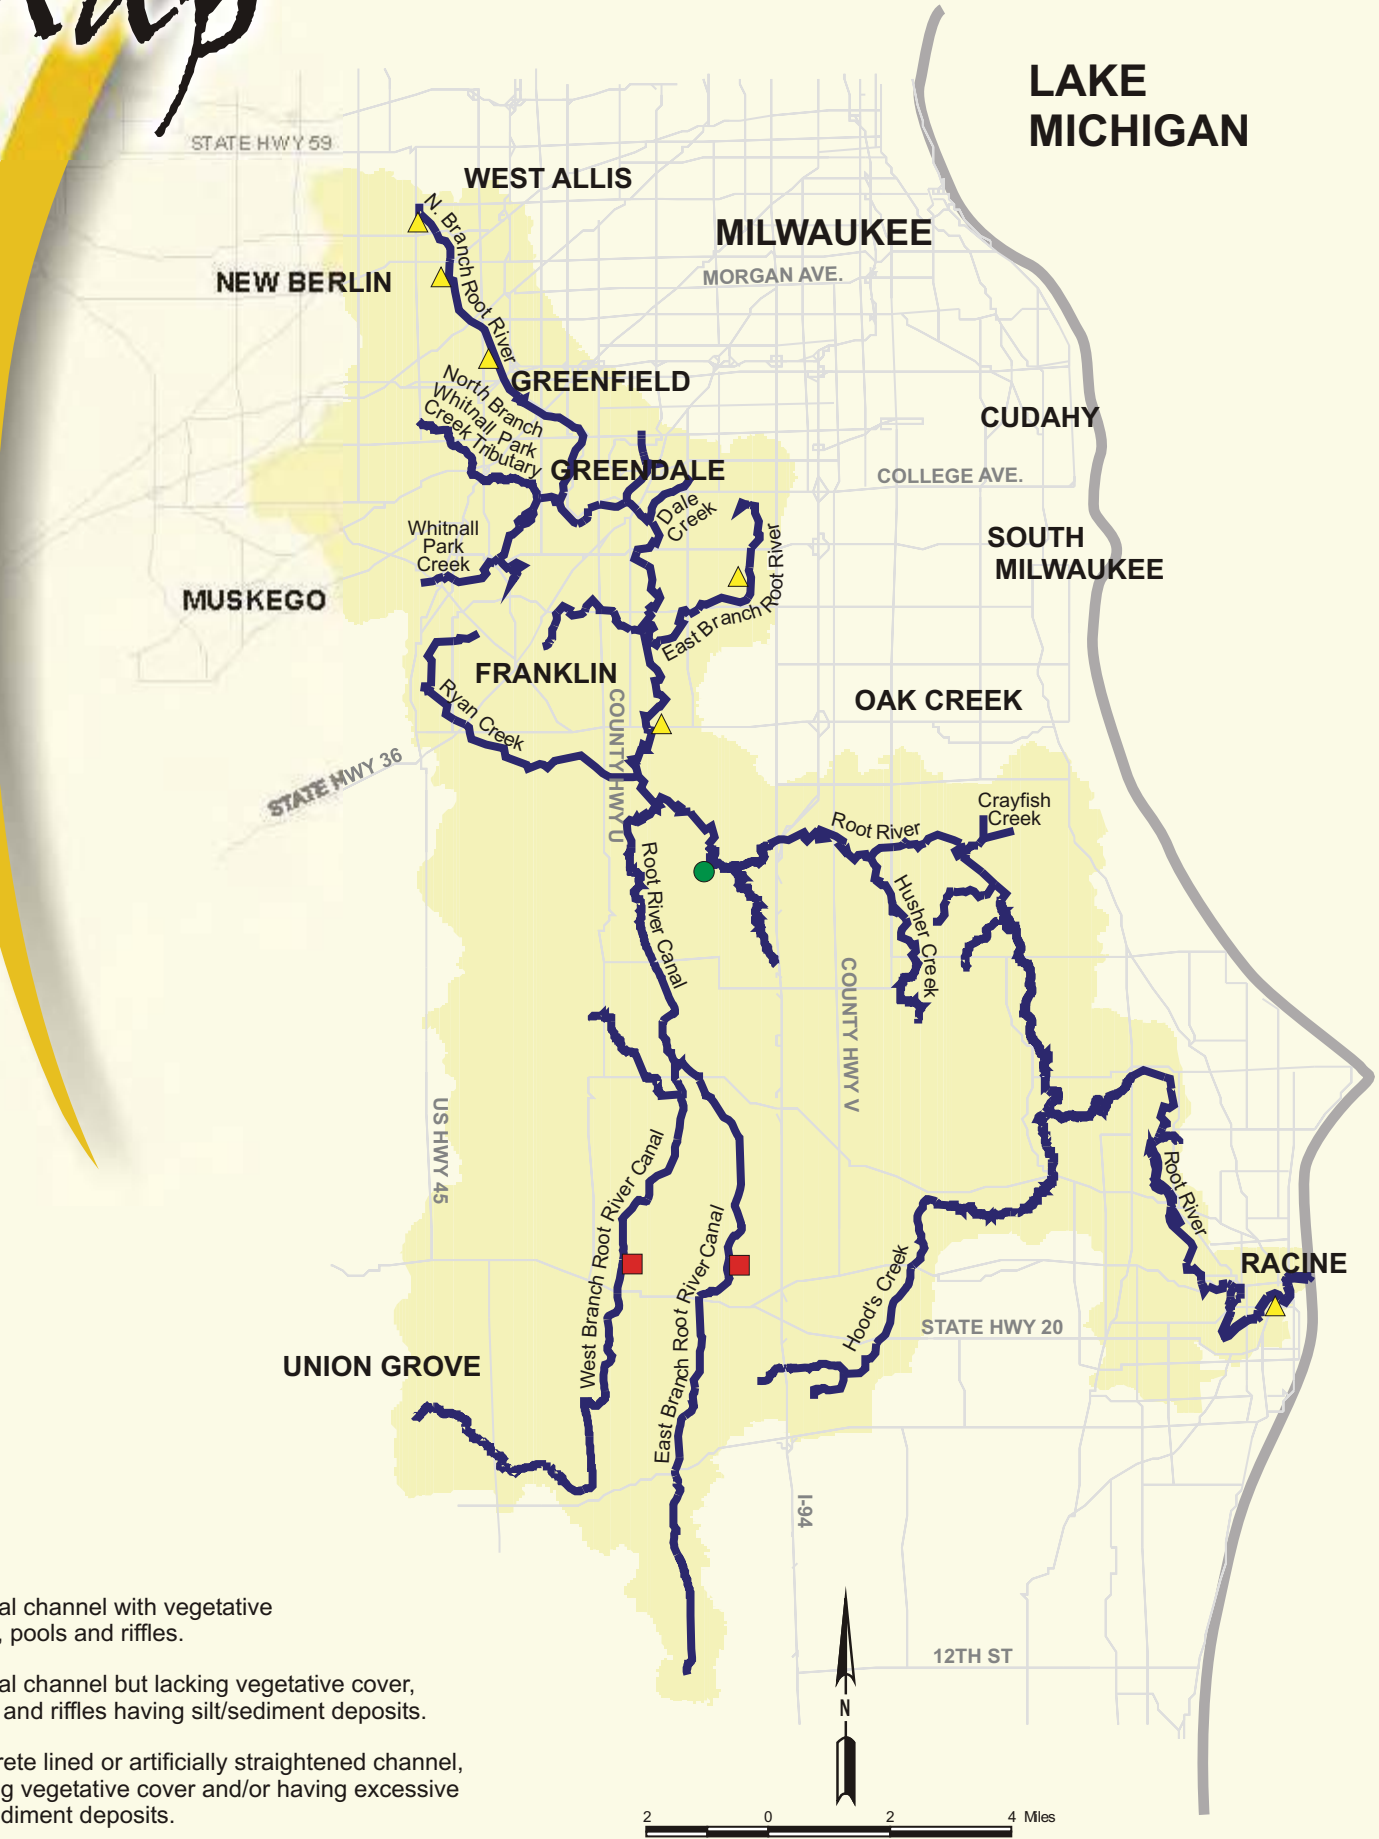 LAKE
MICHIGAN
STATE HWY 59
WEST ALLIS
MILWAUKEE
N. Branch Root River
NEW BERLIN
MORGAN AVE.
GREENFIELD
North Branch
Whitnall Park
Creek Tributary
CUDAHY
GREENDALE
COLLEGE AVE.
Dale
Creek
Whitnall
Park
Creek
SOUTH
MILWAUKEE
East Branch Root River
MUSKEGO
FRANKLIN
Ryan Creek
OAK CREEK
COUNTY HWY U
STATE HWY 36
Crayfish
Creek
Root River
Root River Canal
Husher Creek
COUNTY HWY V
US HWY 45
West Branch Root River Canal
East Branch Root River Canal
Root River
Hood's Creek
RACINE
STATE HWY 20
UNION GROVE
I-94
al channel with vegetative
, pools and riffles.
al channel but lacking vegetative cover,
and riffles having silt/sediment deposits.
rete lined or artificially straightened channel,
g vegetative cover and/or having excessive
diment deposits.
12TH ST
N
2 0 2 4 Miles